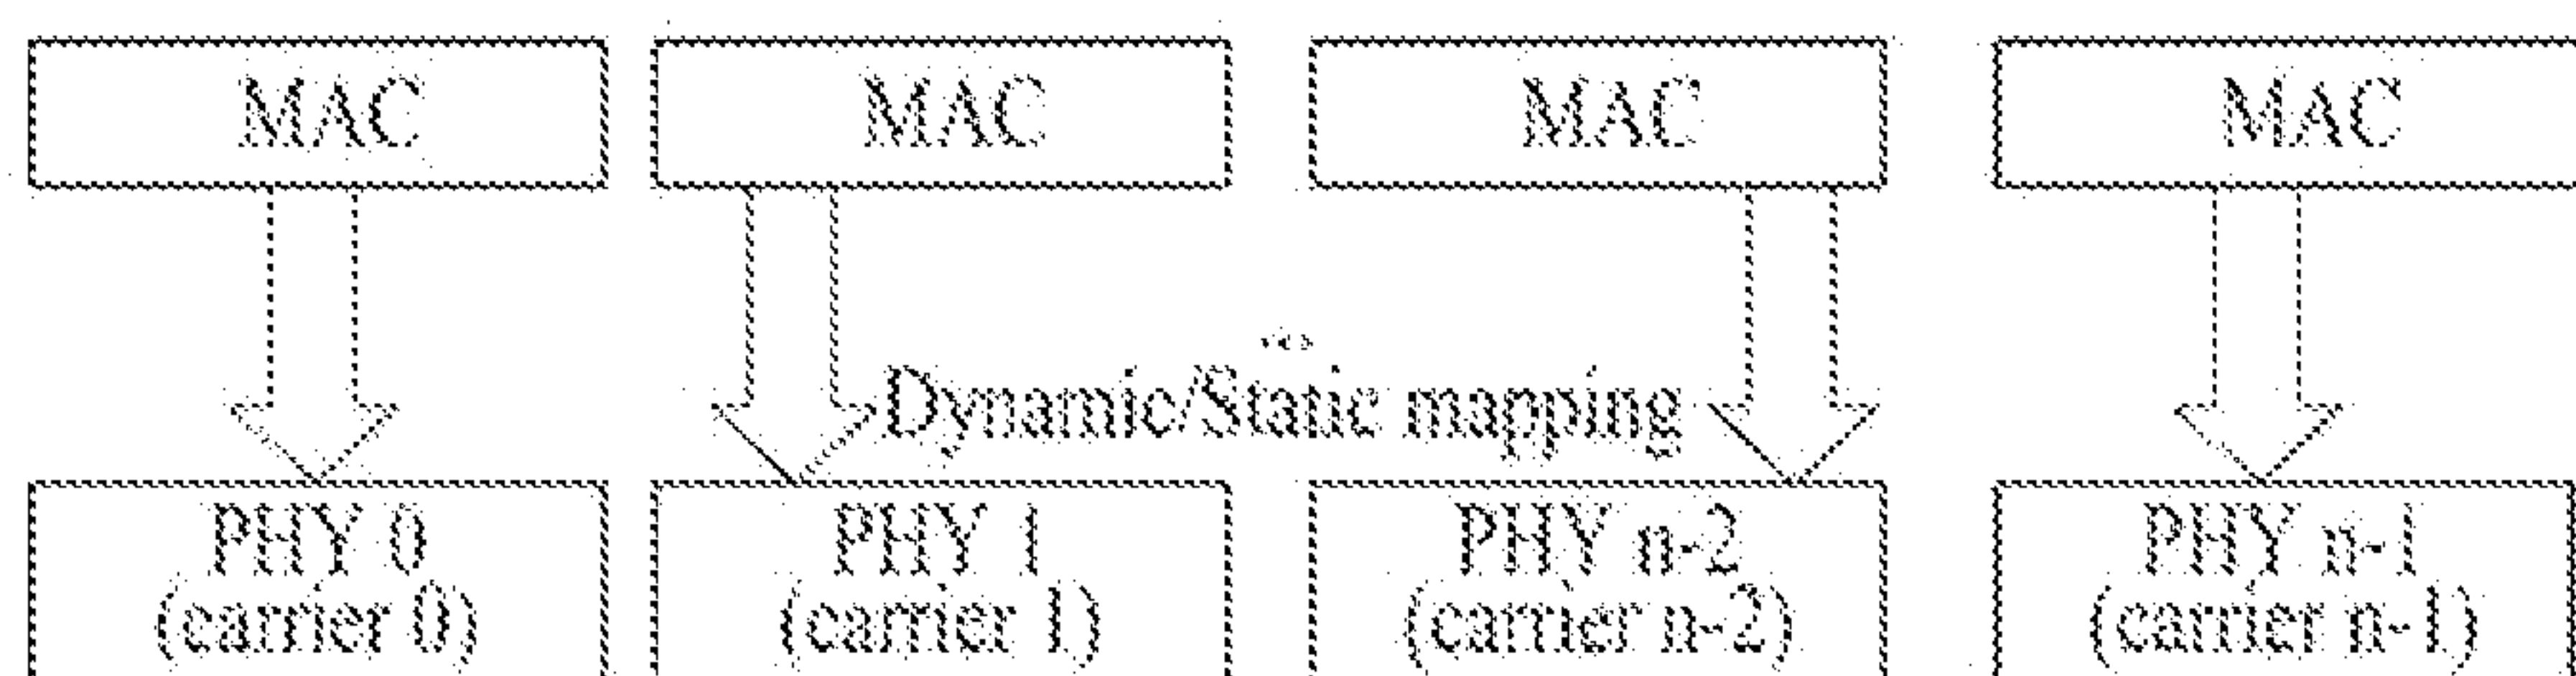 MAC MAC MAC MAC
...
Dynamic/Static mapping
PHY 0 PHY 1 PHY n-2 PHY n-1
(carrier 0) (carrier 1) (carrier n-2) (carrier n-1)